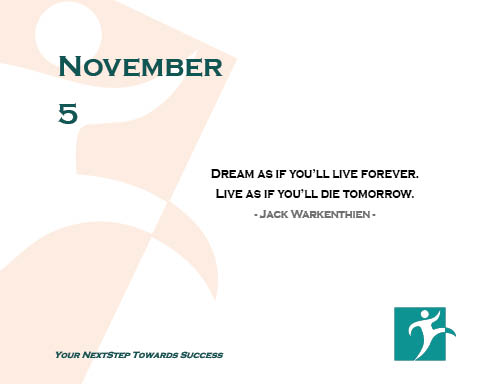 November
5
Dream as if you'll live forever.
Live as if you'll die tomorrow.
- Jack Warkenthien -
Your NextStep Towards Success